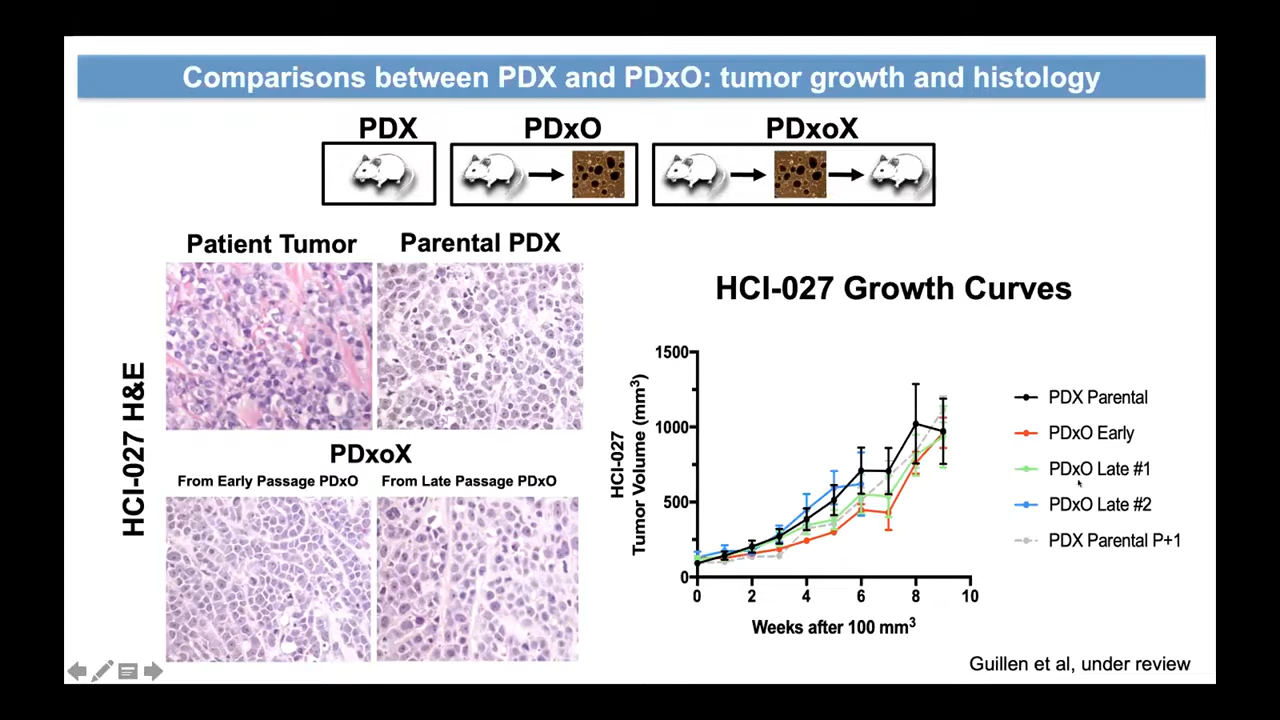 Comparisons between PDX and PDxO: tumor growth and histology
PDX
PDxO
PDxoX
Patient Tumor
Parental PDX
HCI-027 H&E
PDxoX
From Early Passage PDxO
From Late Passage PDxO
HCI-027 Growth Curves
HCI-027
Tumor Volume (mm³)
1500
1000
500
0
0 2 4 6 8 10
Weeks after 100 mm³
PDX Parental
PDxO Early
PDxO Late #1
PDxO Late #2
PDX Parental P+1
Guillen et al, under review